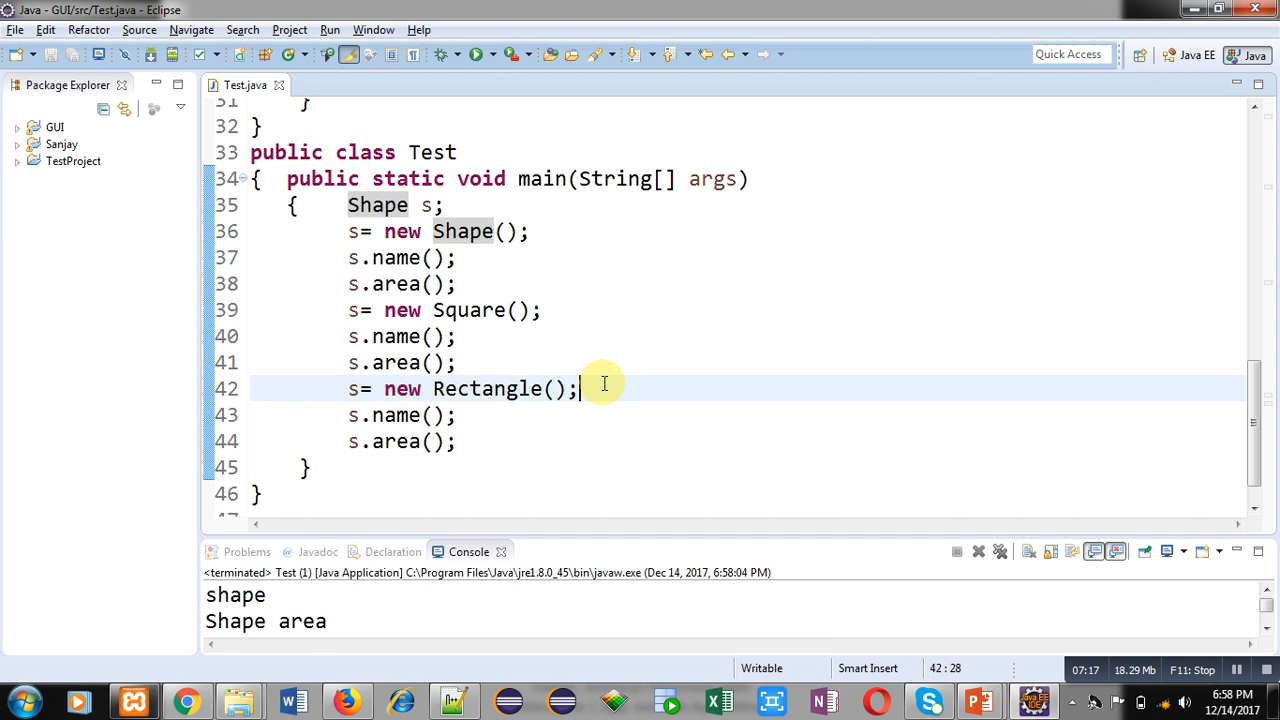 Java - GUI/src/Test.java - Eclipse
File Edit Refactor Source Navigate Search Project Run Window Help
Quick Access Java EE Java
Package Explorer
GUI
Sanjay
TestProject
Test.java
31 }
32 }
33 public class Test
34 { public static void main(String[] args)
35 { Shape s;
36 s= new Shape();
37 s.name();
38 s.area();
39 s= new Square();
40 s.name();
41 s.area();
42 s= new Rectangle();
43 s.name();
44 s.area();
45 }
46 }
47
Problems Javadoc Declaration Console
<terminated> Test (1) [Java Application] C:\Program Files\Java\jre1.8.0_45\bin\javaw.exe (Dec 14, 2017, 6:58:04 PM)
shape
Shape area
Writable Smart Insert 42 : 28 07:17 18.29 Mb F11: Stop
6:58 PM
12/14/2017